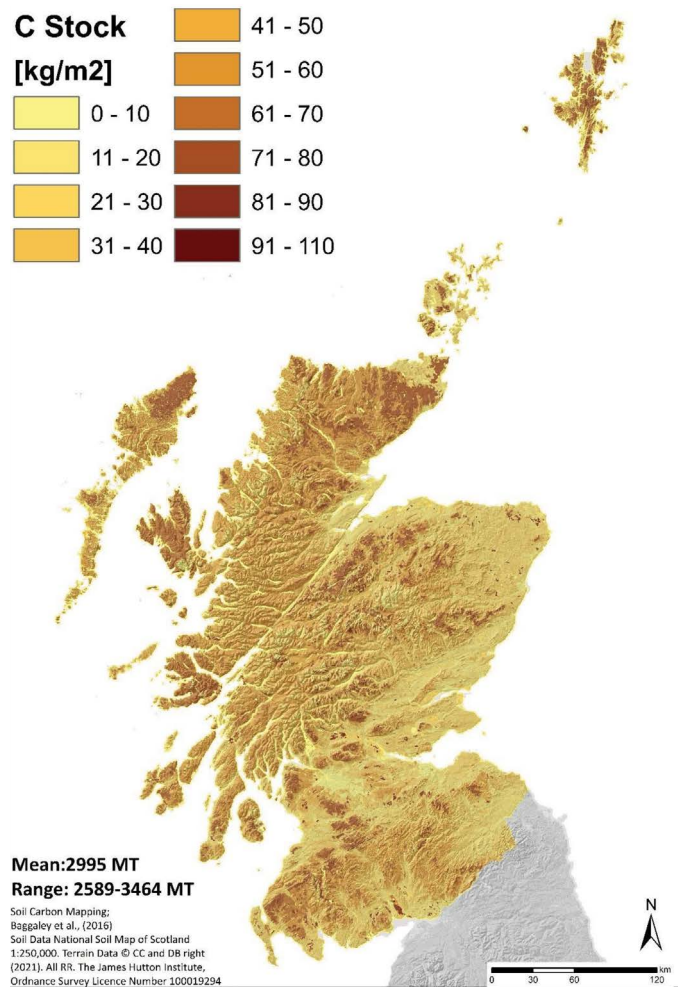 C Stock
[kg/m2]
0 - 10
11 - 20
21 - 30
31 - 40
41 - 50
51 - 60
61 - 70
71 - 80
81 - 90
91 - 110
Mean:2995 MT
Range: 2589-3464 MT
Soil Carbon Mapping;
Baggaley et al., (2016)
Soil Data National Soil Map of Scotland
1:250,000. Terrain Data © CC and DB right
(2021). All RR. The James Hutton Institute,
Ordnance Survey Licence Number 100019294
N
km
0 30 60 120